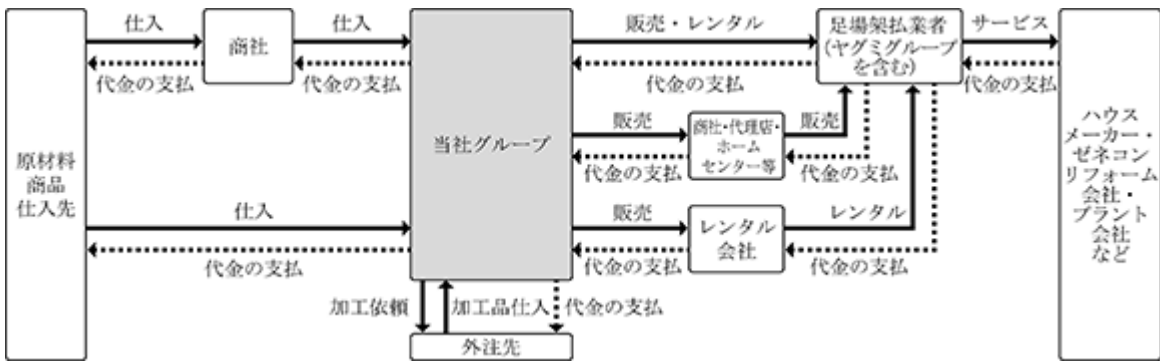 原材料
商品
仕入先
仕入
代金の支払
商社
仕入
代金の支払
仕入
代金の支払
当社グループ
加工依頼
加工品仕入
代金の支払
外注先
販売・レンタル
代金の支払
販売
代金の支払
商社・代理店・
ホーム
センター等
販売
代金の支払
販売
代金の支払
レンタル
会社
レンタル
代金の支払
足場架払業者
(ヤグミグループ
を含む)
サービス
代金の支払
ハウス
メーカー・
ゼネコン
リフォーム
会社・
プラント
会社
など